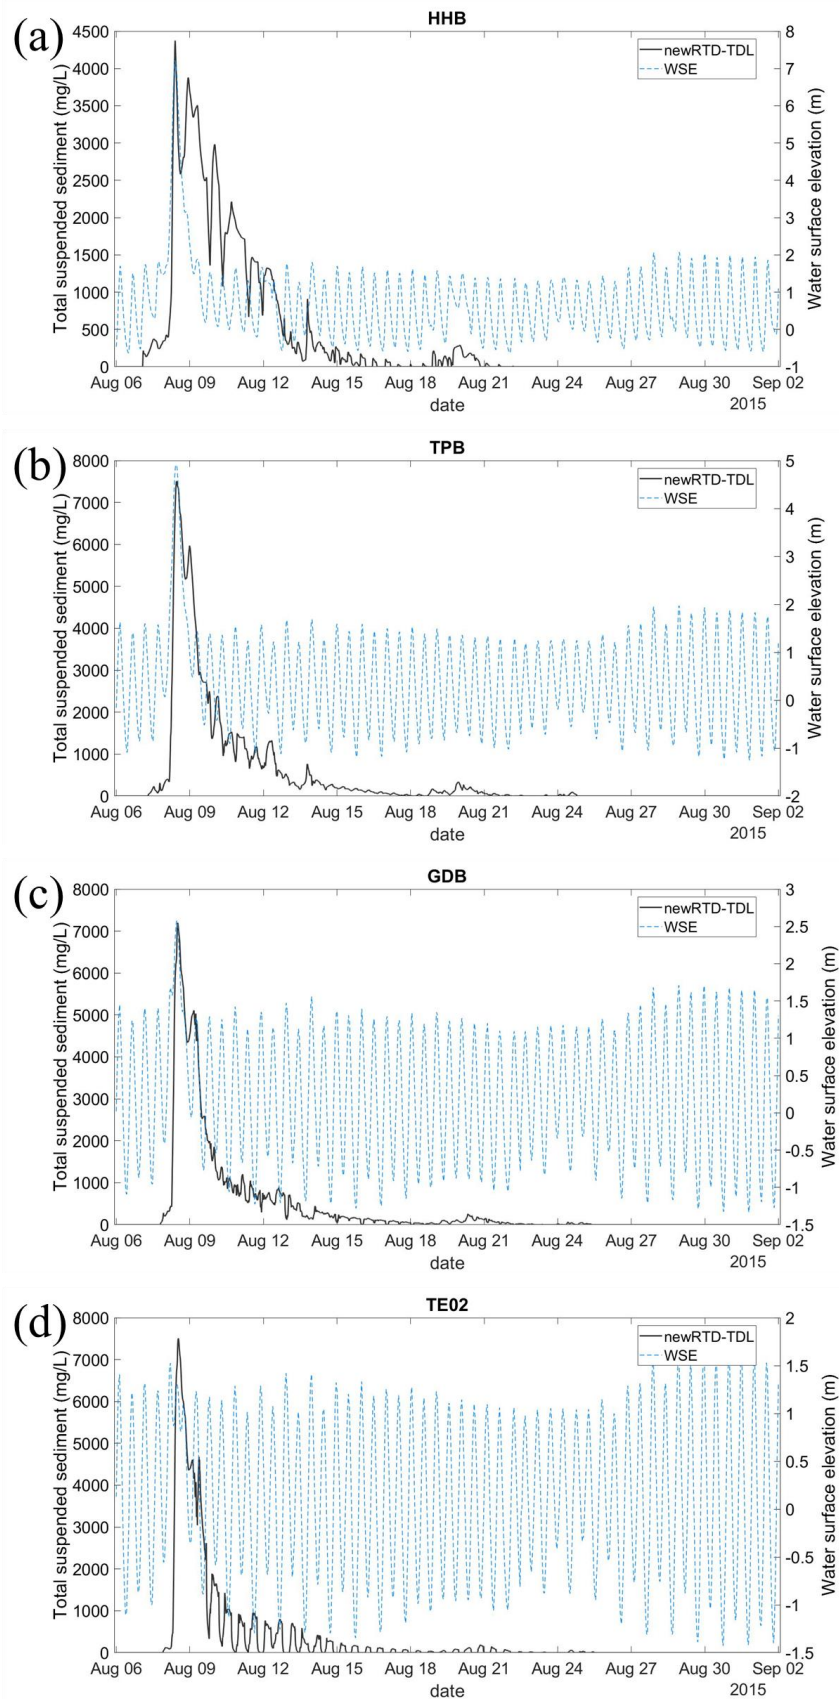 (a)
HHB
newRTD-TDL
WSE
Total suspended sediment (mg/L)
4500
4000
3500
3000
2500
2000
1500
1000
500
0
Water surface elevation (m)
8
7
6
5
4
3
2
1
0
-1
Aug 06 Aug 09 Aug 12 Aug 15 Aug 18 Aug 21 Aug 24 Aug 27 Aug 30 Sep 02
date
2015
(b)
TPB
newRTD-TDL
WSE
Total suspended sediment (mg/L)
8000
7000
6000
5000
4000
3000
2000
1000
0
Water surface elevation (m)
5
4
3
2
1
0
-1
-2
Aug 06 Aug 09 Aug 12 Aug 15 Aug 18 Aug 21 Aug 24 Aug 27 Aug 30 Sep 02
date
2015
(c)
GDB
newRTD-TDL
WSE
Total suspended sediment (mg/L)
8000
7000
6000
5000
4000
3000
2000
1000
0
Water surface elevation (m)
3
2.5
2
1.5
1
0.5
0
-0.5
-1
-1.5
Aug 06 Aug 09 Aug 12 Aug 15 Aug 18 Aug 21 Aug 24 Aug 27 Aug 30 Sep 02
date
2015
(d)
TE02
newRTD-TDL
WSE
Total suspended sediment (mg/L)
8000
7000
6000
5000
4000
3000
2000
1000
0
Water surface elevation (m)
2
1.5
1
0.5
0
-0.5
-1
-1.5
Aug 06 Aug 09 Aug 12 Aug 15 Aug 18 Aug 21 Aug 24 Aug 27 Aug 30 Sep 02
date
2015